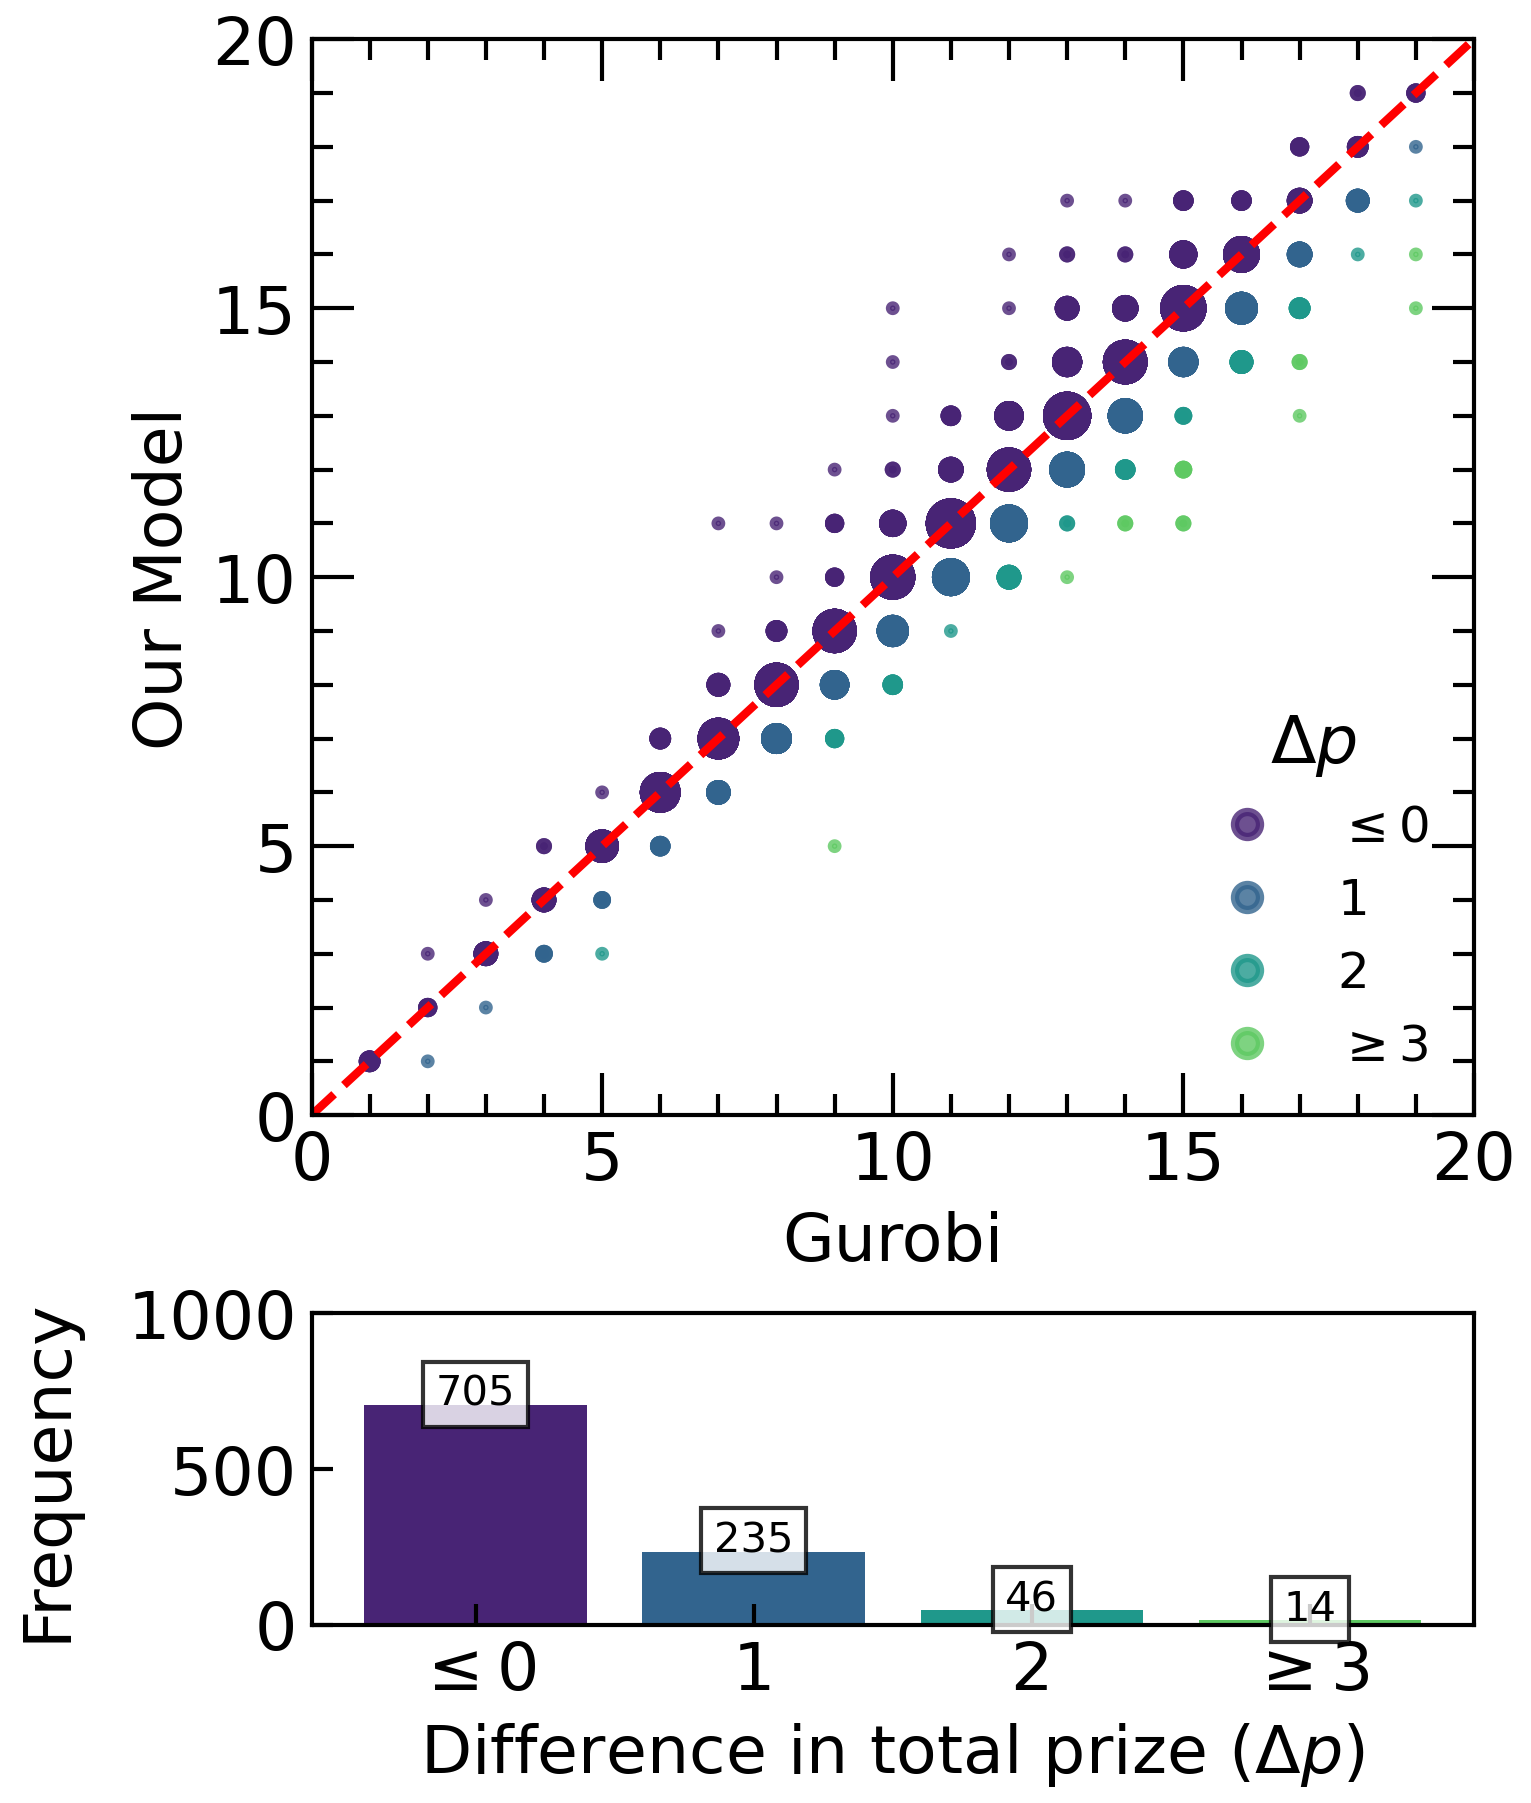 20
15
10
5
0
Our Model
0 5 10 15 20
Gurobi
Δp
≤ 0
1
2
≥ 3
1000
500
0
Frequency
705
235
46
14
≤ 0 1 2 ≥ 3
Difference in total prize (Δp)